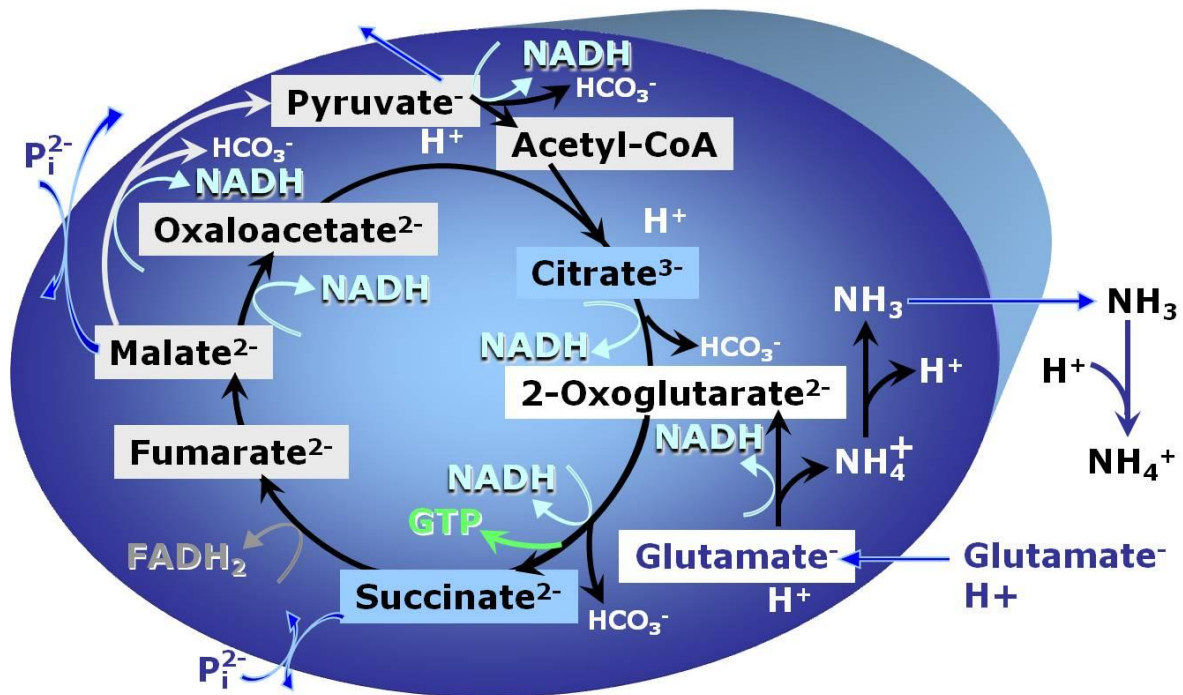 NADH
HCO₃⁻
Pyruvate⁻
H⁺
Acetyl-CoA
Pᵢ²⁻
HCO₃⁻
NADH
Oxaloacetate²⁻
H⁺
Citrate³⁻
NADH
NH₃
NH₃
Malate²⁻
NADH
HCO₃⁻
2-Oxoglutarate²⁻
H⁺
H⁺
Fumarate²⁻
NADH
NH₄⁺
NH₄⁺
NADH
GTP
FADH₂
Glutamate⁻
Glutamate⁻
H+
Succinate²⁻
H⁺
HCO₃⁻
Pᵢ²⁻